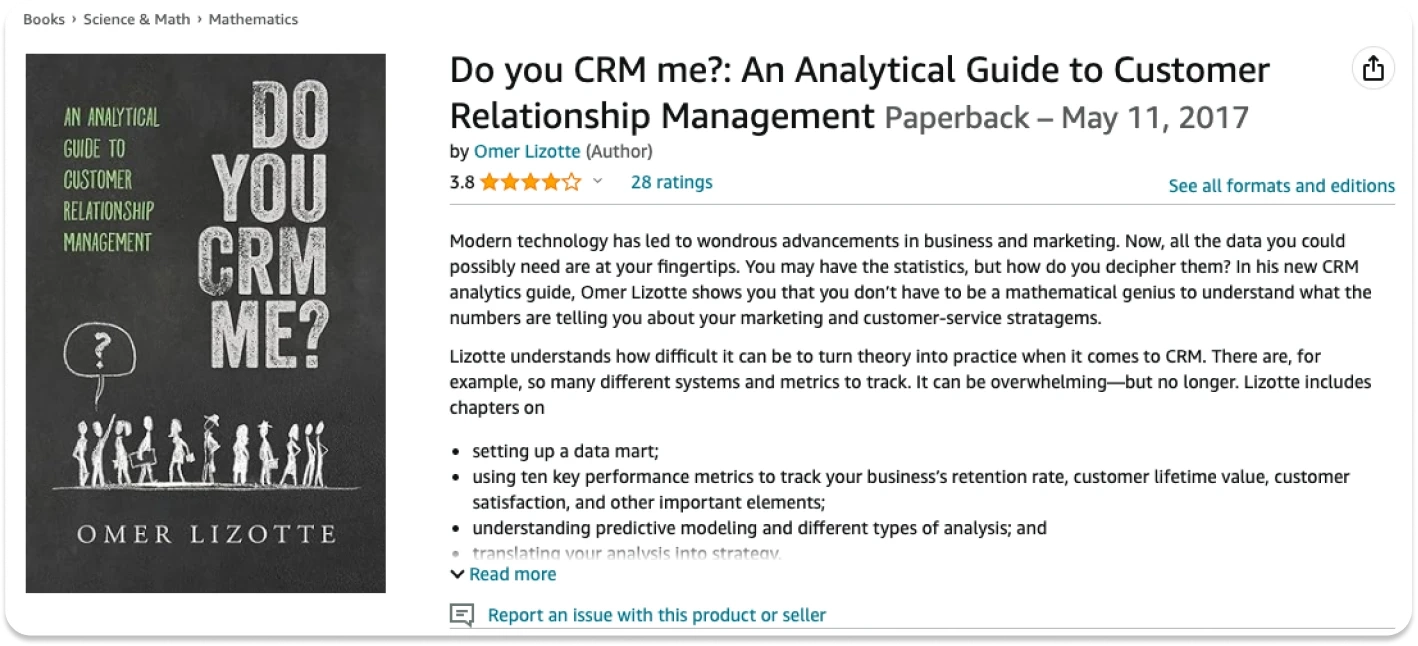 Books › Science & Math › Mathematics
AN ANALYTICAL
GUIDE TO
CUSTOMER
RELATIONSHIP
MANAGEMENT
DO
YOU
CRM
ME?
?
OMER LIZOTTE
Do you CRM me?: An Analytical Guide to Customer
Relationship Management Paperback – May 11, 2017
by Omer Lizotte (Author)
3.8 28 ratings
See all formats and editions
Modern technology has led to wondrous advancements in business and marketing. Now, all the data you could
possibly need are at your fingertips. You may have the statistics, but how do you decipher them? In his new CRM
analytics guide, Omer Lizotte shows you that you don’t have to be a mathematical genius to understand what the
numbers are telling you about your marketing and customer-service stratagems.
Lizotte understands how difficult it can be to turn theory into practice when it comes to CRM. There are, for
example, so many different systems and metrics to track. It can be overwhelming—but no longer. Lizotte includes
chapters on
• setting up a data mart;
• using ten key performance metrics to track your business’s retention rate, customer lifetime value, customer
satisfaction, and other important elements;
• understanding predictive modeling and different types of analysis; and
• translating your analysis into strategy.
Read more
Report an issue with this product or seller